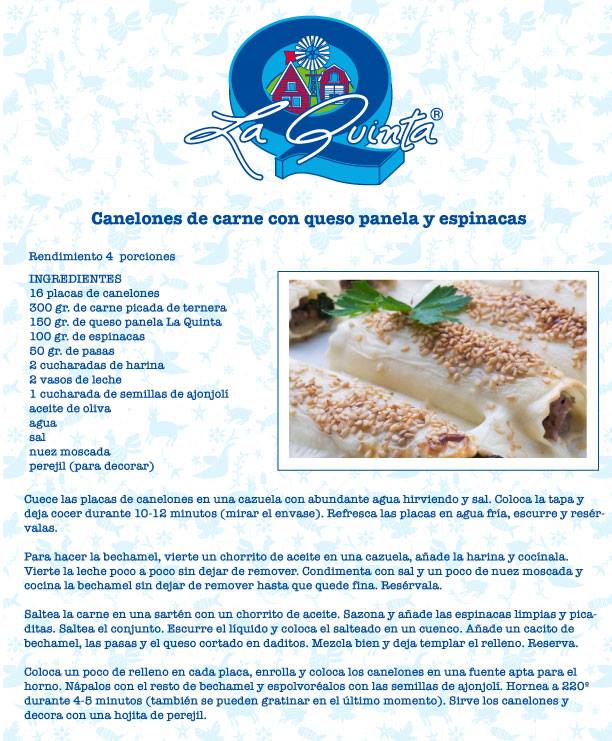 La Quinta®
Canelones de carne con queso panela y espinacas
Rendimiento 4 porciones
INGREDIENTES
16 placas de canelones
300 gr. de carne picada de ternera
150 gr. de queso panela La Quinta
100 gr. de espinacas
50 gr. de pasas
2 cucharadas de harina
2 vasos de leche
1 cucharada de semillas de ajonjolí
aceite de oliva
agua
sal
nuez moscada
perejil (para decorar)
Cuece las placas de canelones en una cazuela con abundante agua hirviendo y sal. Coloca la tapa y
deja cocer durante 10-12 minutos (mirar el envase). Refresca las placas en agua fría, escurre y resér-
valas.
Para hacer la bechamel, vierte un chorrito de aceite en una cazuela, añade la harina y cocínala.
Vierte la leche poco a poco sin dejar de remover. Condimenta con sal y un poco de nuez moscada y
cocina la bechamel sin dejar de remover hasta que quede fina. Resérvala.
Saltea la carne en una sartén con un chorrito de aceite. Sazona y añade las espinacas limpias y pica-
ditas. Saltea el conjunto. Escurre el líquido y coloca el salteado en un cuenco. Añade un cacito de
bechamel, las pasas y el queso cortado en daditos. Mezcla bien y deja templar el relleno. Reserva.
Coloca un poco de relleno en cada placa, enrolla y coloca los canelones en una fuente apta para el
horno. Nápalos con el resto de bechamel y espolvoréalos con las semillas de ajonjolí. Hornea a 220º
durante 4-5 minutos (también se pueden gratinar en el último momento). Sirve los canelones y
decora con una hojita de perejil.